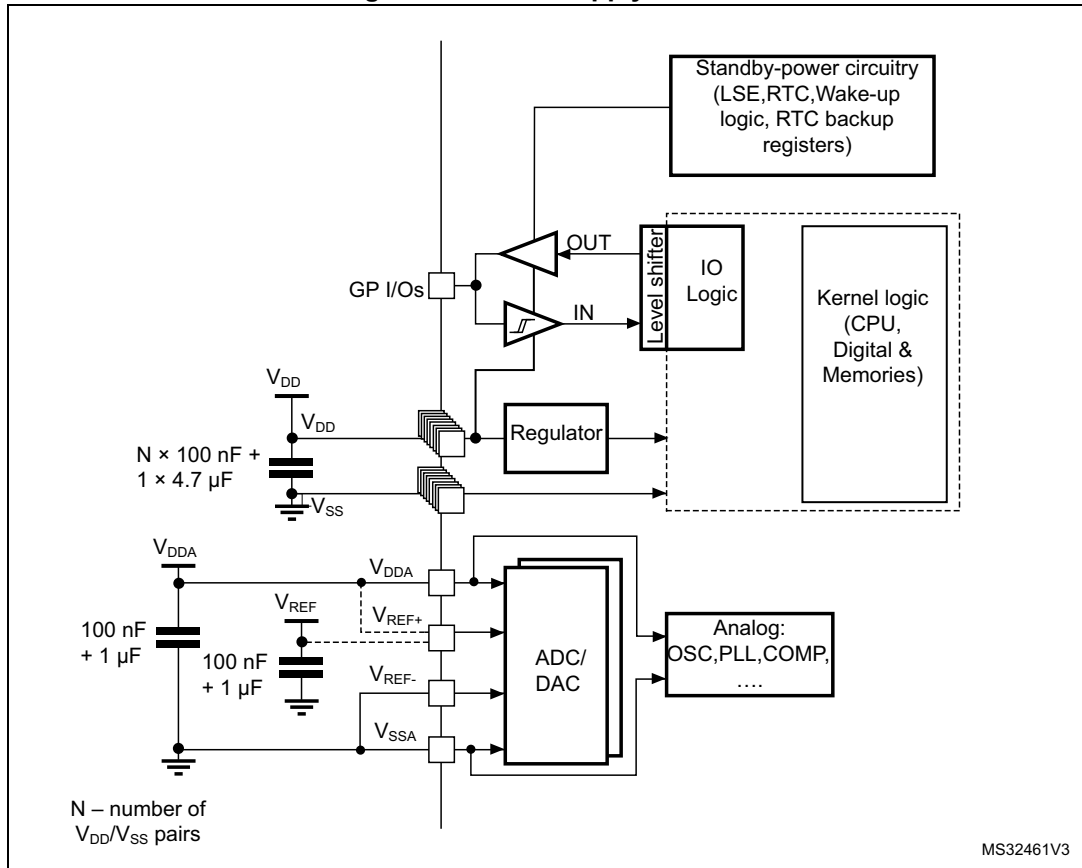 Standby-power circuitry
(LSE,RTC,Wake-up
logic, RTC backup
registers)
OUT
IN
GP I/Os
Level shifter
IO
Logic
Kernel logic
(CPU,
Digital &
Memories)
VDD
VDD
Regulator
N × 100 nF +
1 × 4.7 µF
VSS
VDDA
VDDA
VREF
VREF+
100 nF
+ 1 µF
100 nF
+ 1 µF
VREF-
VSSA
ADC/
DAC
Analog:
OSC,PLL,COMP,
....
N – number of
VDD/VSS pairs
MS32461V3